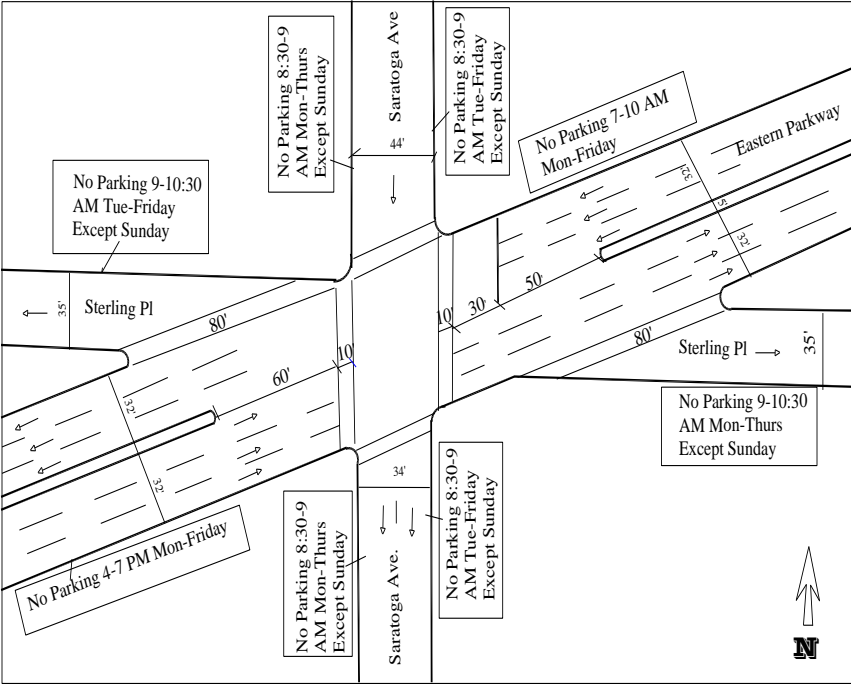 No Parking 8:30-9
AM Mon-Thurs
Except Sunday
Saratoga Ave
No Parking 8:30-9
AM Tue-Friday
Except Sunday
44'
No Parking 7-10 AM
Mon-Friday
Eastern Parkway
32'
5'
32'
No Parking 9-10:30
AM Tue-Friday
Except Sunday
35'
Sterling Pl
80'
60'
10'
10'
30'
50'
80'
Sterling Pl
35'
No Parking 9-10:30
AM Mon-Thurs
Except Sunday
32'
32'
No Parking 4-7 PM Mon-Friday
34'
No Parking 8:30-9
AM Mon-Thurs
Except Sunday
Saratoga Ave.
No Parking 8:30-9
AM Tue-Friday
Except Sunday
N